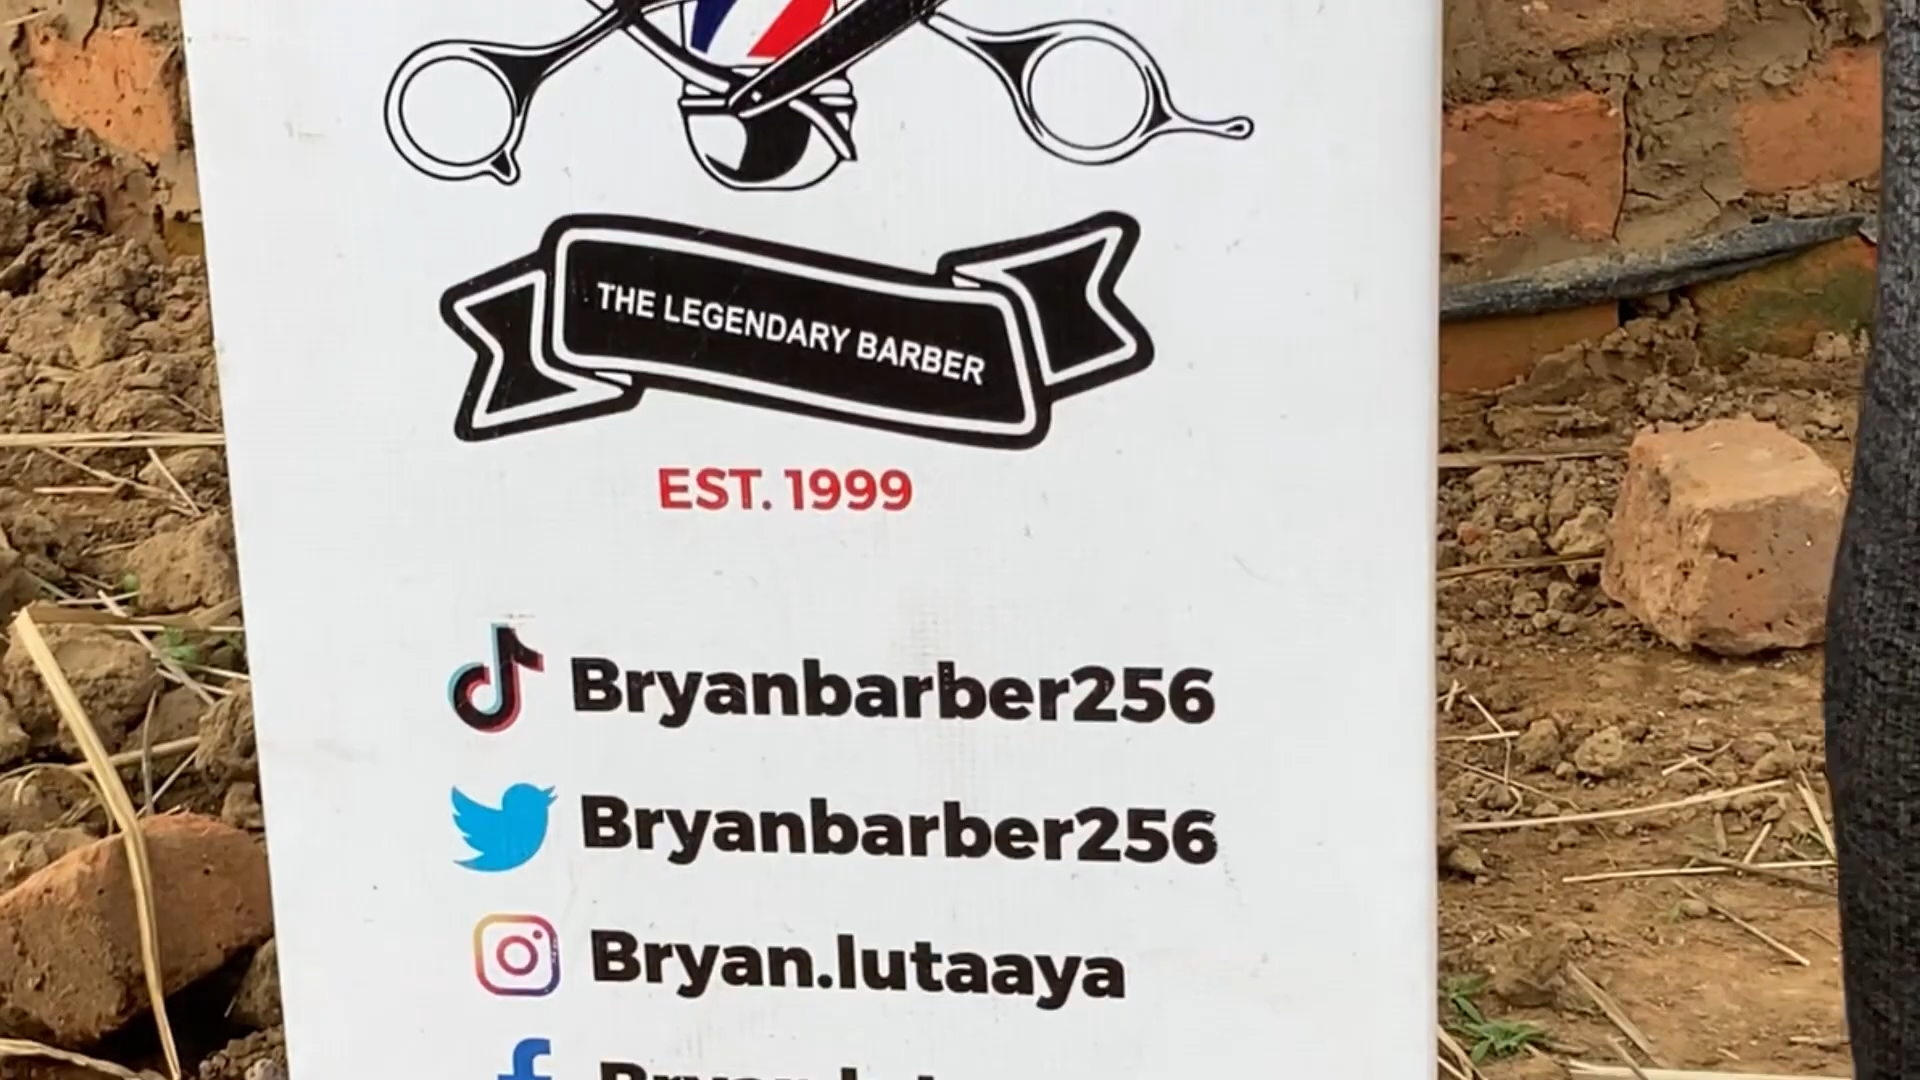 THE LEGENDARY BARBER
EST. 1999
Bryanbarber256
Bryanbarber256
Bryan.lutaaya